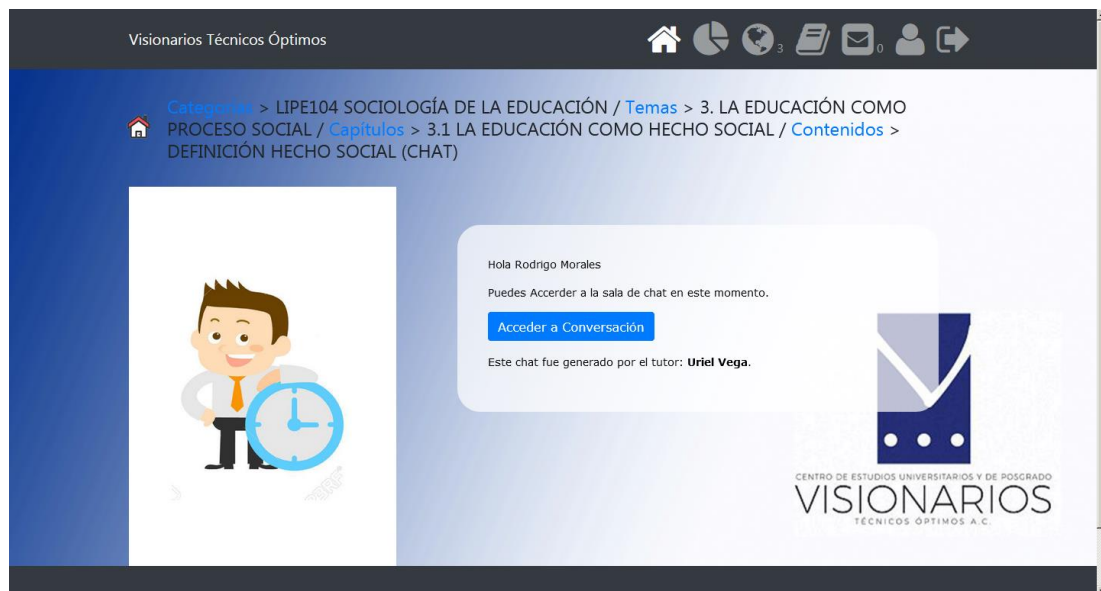 Visionarios Técnicos Óptimos
3
0
Categorías > LIPE104 SOCIOLOGÍA DE LA EDUCACIÓN / Temas > 3. LA EDUCACIÓN COMO
PROCESO SOCIAL / Capítulos > 3.1 LA EDUCACIÓN COMO HECHO SOCIAL / Contenidos >
DEFINICIÓN HECHO SOCIAL (CHAT)
Hola Rodrigo Morales
Puedes Accerder a la sala de chat en este momento.
Acceder a Conversación
Este chat fue generado por el tutor: Uriel Vega.
CENTRO DE ESTUDIOS UNIVERSITARIOS Y DE POSGRADO
VISIONARIOS
TÉCNICOS ÓPTIMOS A.C.